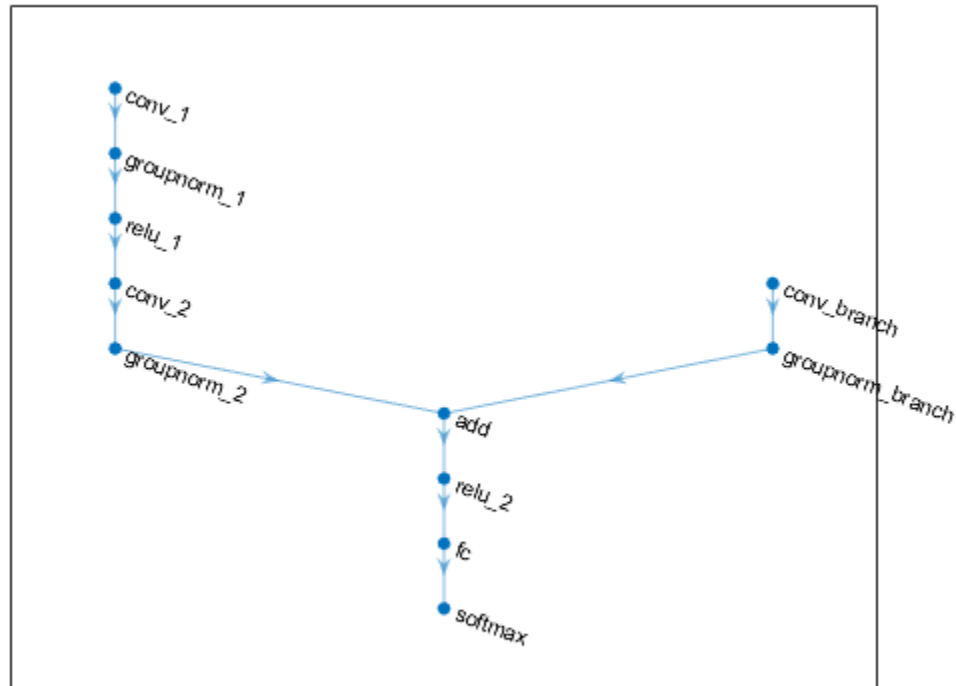 conv_1
groupnorm_1
relu_1
conv_2
groupnorm_2
conv_branch
groupnorm_branch
add
relu_2
fc
softmax